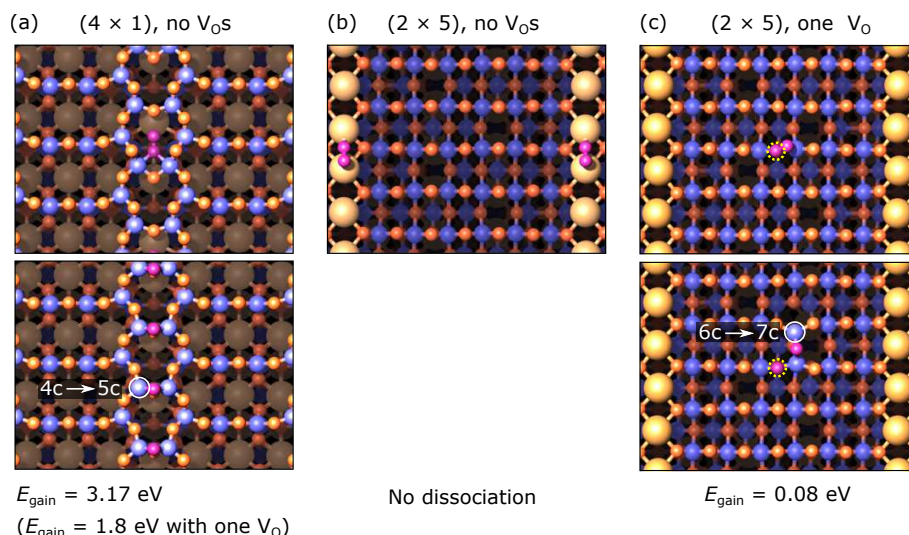 (a) (4 × 1), no VOs
(b) (2 × 5), no VOs
(c) (2 × 5), one VO
4c→5c
6c→7c
Egain = 3.17 eV
(Egain = 1.8 eV with one VO)
No dissociation
Egain = 0.08 eV